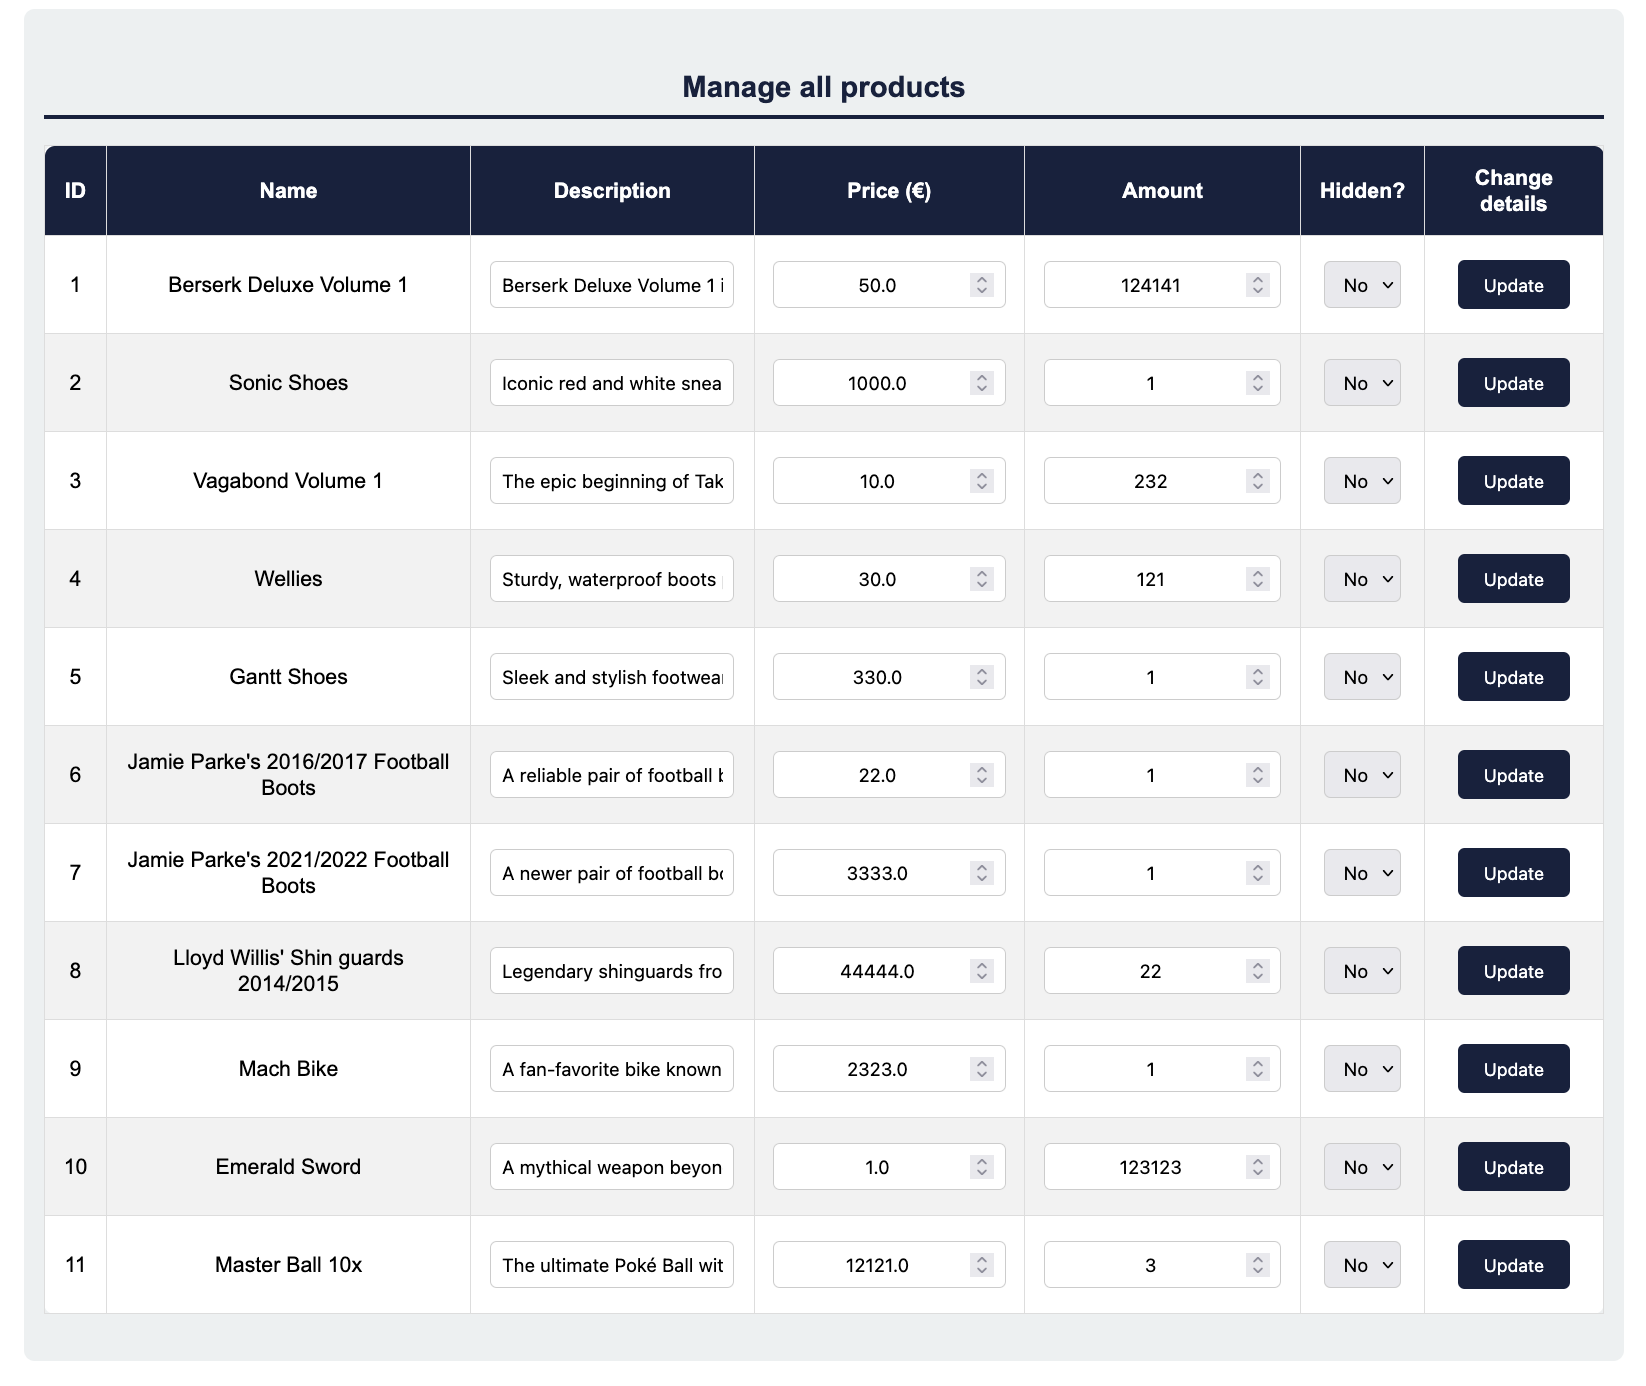 Manage all products
ID Name Description Price (€) Amount Hidden? Change details
1 Berserk Deluxe Volume 1 Berserk Deluxe Volume 1 i 50.0 124141 No Update
2 Sonic Shoes Iconic red and white snea 1000.0 1 No Update
3 Vagabond Volume 1 The epic beginning of Tak 10.0 232 No Update
4 Wellies Sturdy, waterproof boots 30.0 121 No Update
5 Gantt Shoes Sleek and stylish footwear 330.0 1 No Update
6 Jamie Parke's 2016/2017 Football Boots A reliable pair of football b 22.0 1 No Update
7 Jamie Parke's 2021/2022 Football Boots A newer pair of football bo 3333.0 1 No Update
8 Lloyd Willis' Shin guards 2014/2015 Legendary shinguards fro 44444.0 22 No Update
9 Mach Bike A fan-favorite bike known 2323.0 1 No Update
10 Emerald Sword A mythical weapon beyon 1.0 123123 No Update
11 Master Ball 10x The ultimate Poké Ball wit 12121.0 3 No Update